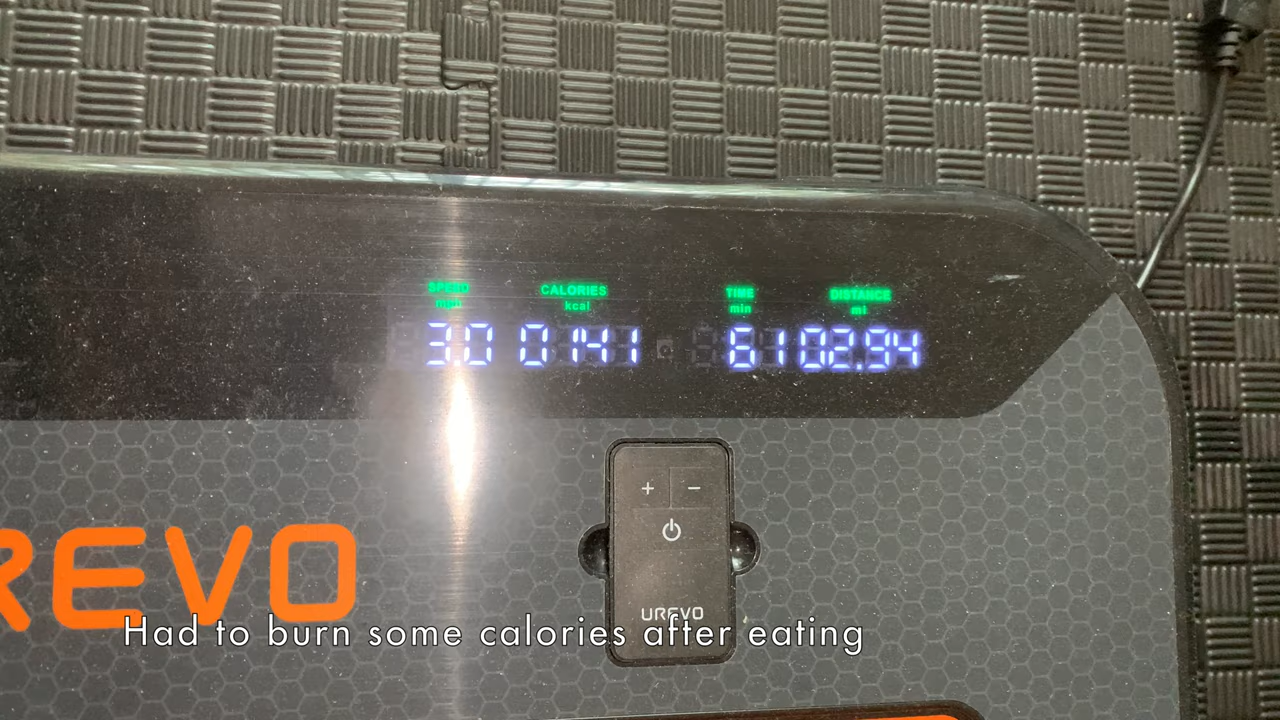 SPEED CALORIES TIME DISTANCE
mph kcal min mi
3.0 0141 61 02.94
+ −
UREVO
UREVO
Had to burn some calories after eating